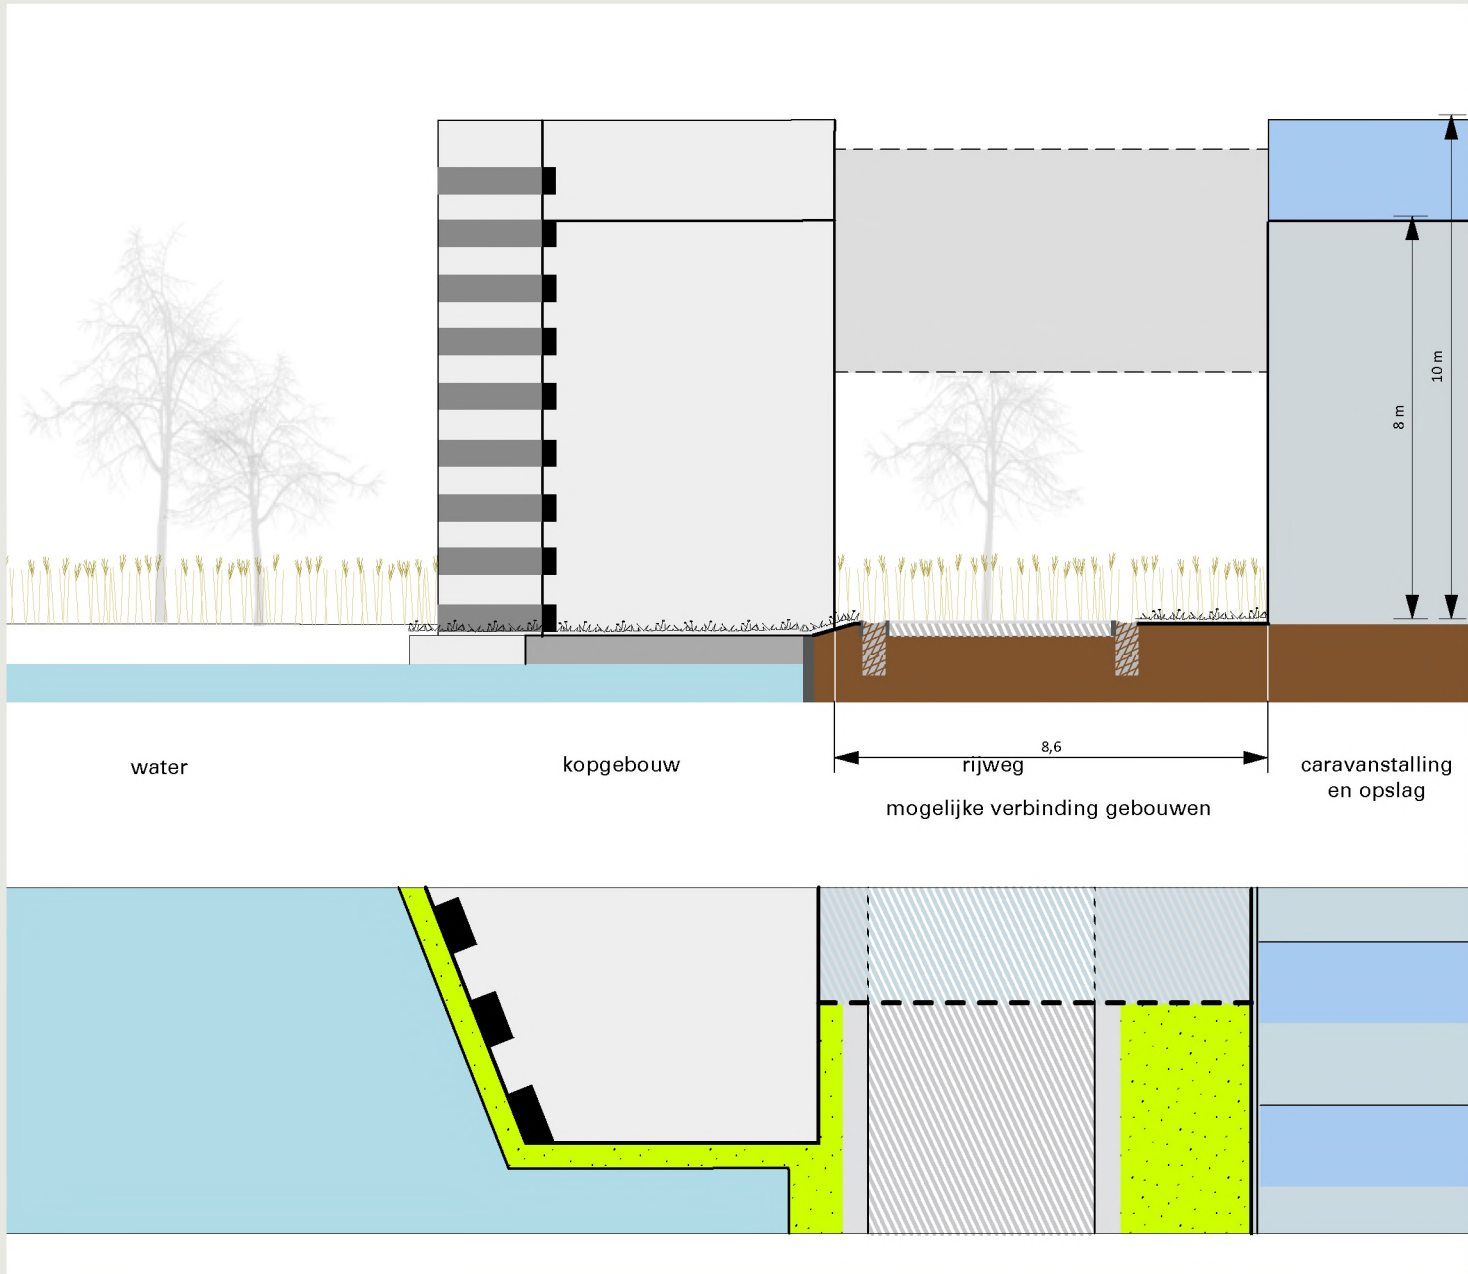 10 m
8 m
8,6
water
kopgebouw
rijweg
caravanstalling
en opslag
mogelijke verbinding gebouwen